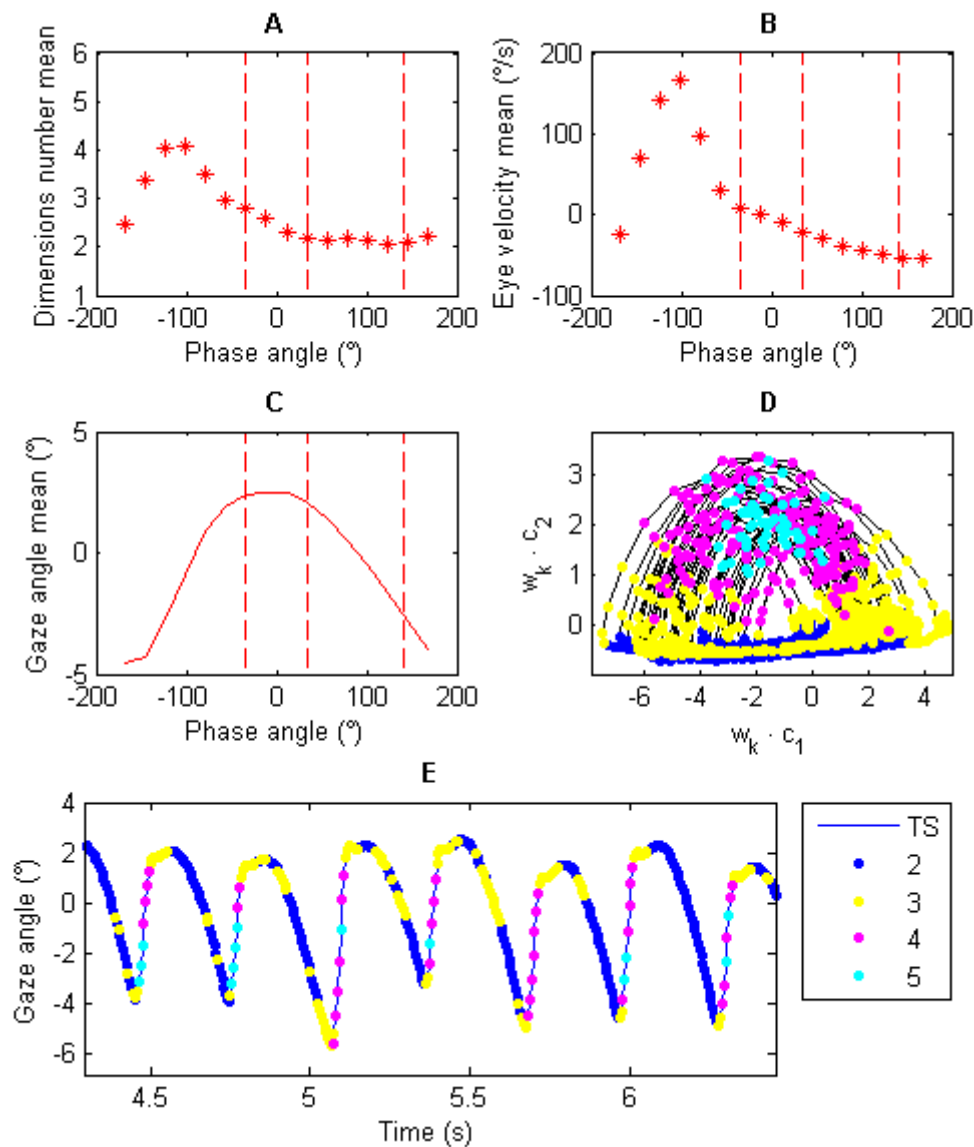 A
Dimensions number mean
6
5
4
3
2
1
-200 -100 0 100 200
Phase angle (°)
B
Eye velocity mean (°/s)
200
100
0
-100
-200 -100 0 100 200
Phase angle (°)
C
Gaze angle mean (°)
5
0
-5
-200 -100 0 100 200
Phase angle (°)
D
w_k · c_2
3
2
1
0
-6 -4 -2 0 2 4
w_k · c_1
E
Gaze angle (°)
4
2
0
-2
-4
-6
4.5 5 5.5 6
Time (s)
TS
2
3
4
5